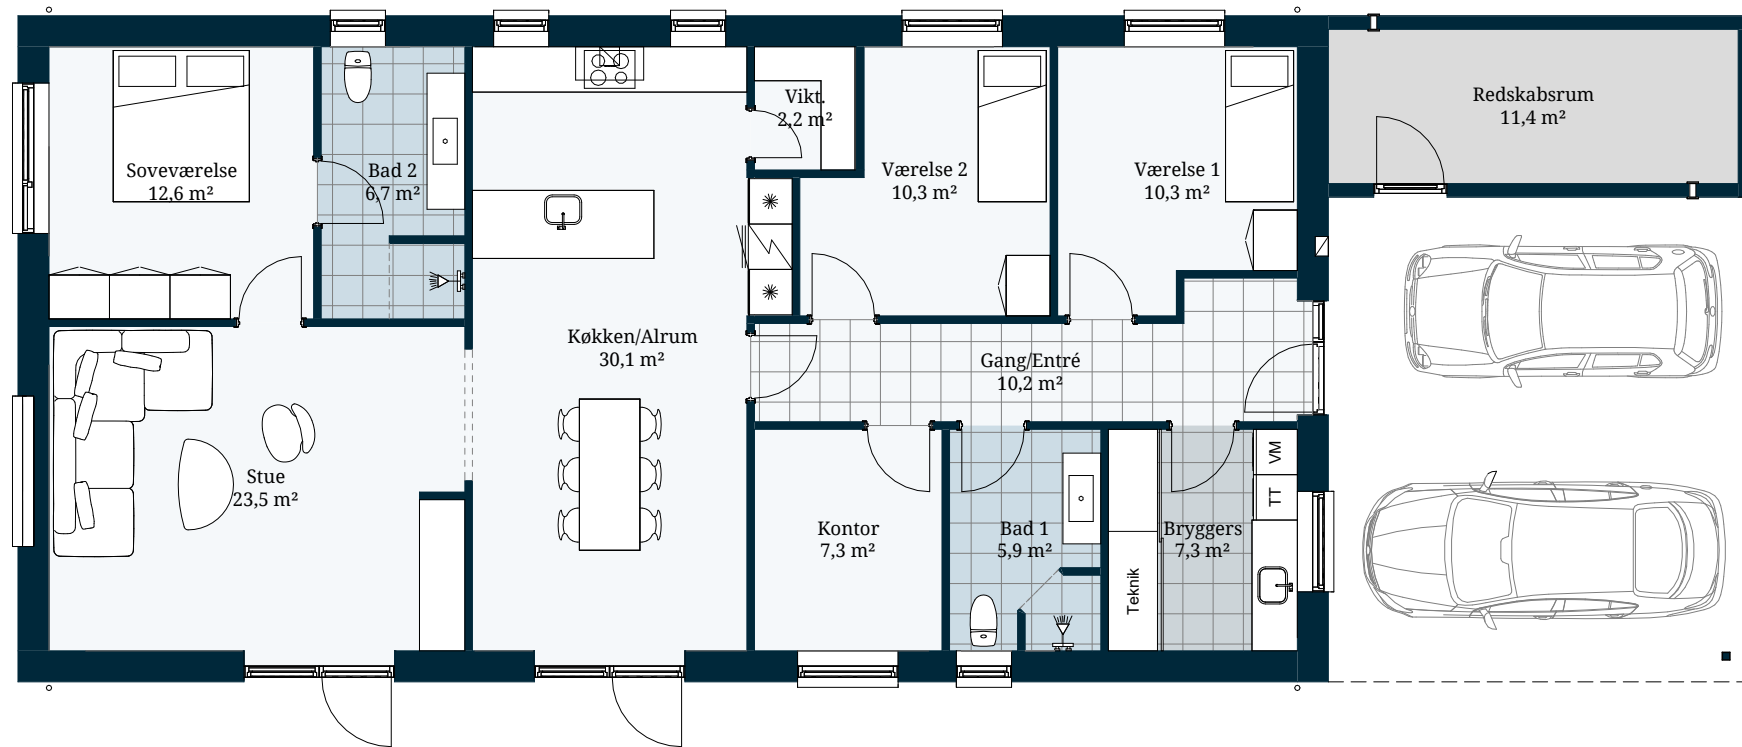 Soveværelse
12,6 m²
Bad 2
6,7 m²
Vikt.
2,2 m²
Værelse 2
10,3 m²
Værelse 1
10,3 m²
Redskabsrum
11,4 m²
Køkken/Alrum
30,1 m²
Gang/Entré
10,2 m²
Stue
23,5 m²
Kontor
7,3 m²
Bad 1
5,9 m²
Bryggers
7,3 m²
Teknik
VM
TT